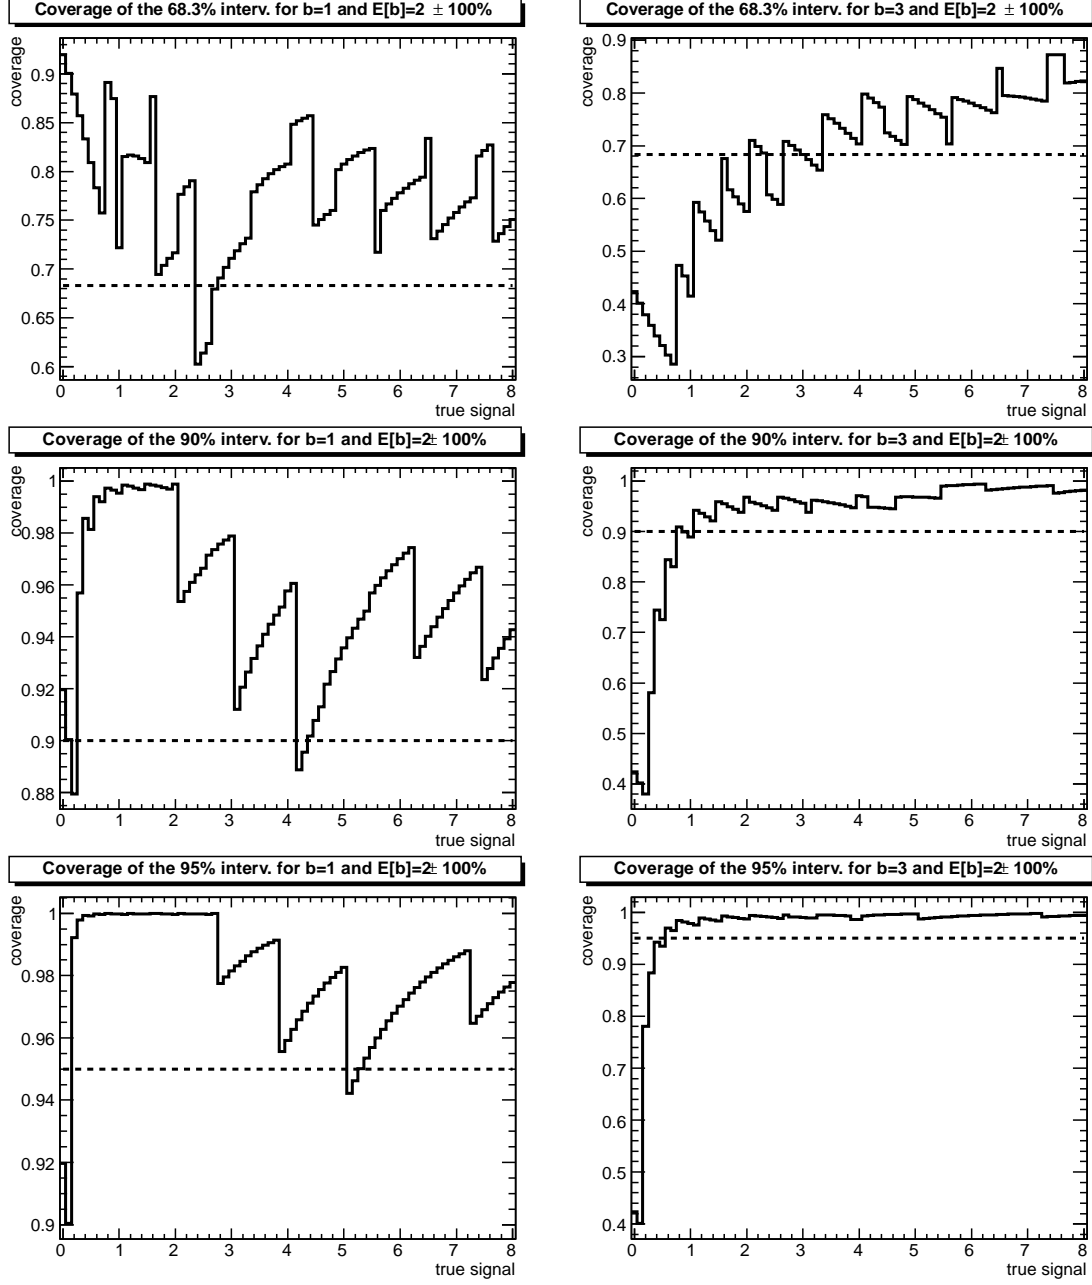 Coverage of the 68.3% interv. for b=1 and E[b]=2 ± 100%
coverage
0.9
0.85
0.8
0.75
0.7
0.65
0.6
0 1 2 3 4 5 6 7 8
true signal
Coverage of the 68.3% interv. for b=3 and E[b]=2 ± 100%
coverage
0.9
0.8
0.7
0.6
0.5
0.4
0.3
0 1 2 3 4 5 6 7 8
true signal
Coverage of the 90% interv. for b=1 and E[b]=2± 100%
coverage
1
0.98
0.96
0.94
0.92
0.9
0.88
0 1 2 3 4 5 6 7 8
true signal
Coverage of the 90% interv. for b=3 and E[b]=2± 100%
coverage
1
0.9
0.8
0.7
0.6
0.5
0.4
0 1 2 3 4 5 6 7 8
true signal
Coverage of the 95% interv. for b=1 and E[b]=2± 100%
coverage
1
0.98
0.96
0.94
0.92
0.9
0 1 2 3 4 5 6 7 8
true signal
Coverage of the 95% interv. for b=3 and E[b]=2± 100%
coverage
1
0.9
0.8
0.7
0.6
0.5
0.4
0 1 2 3 4 5 6 7 8
true signal